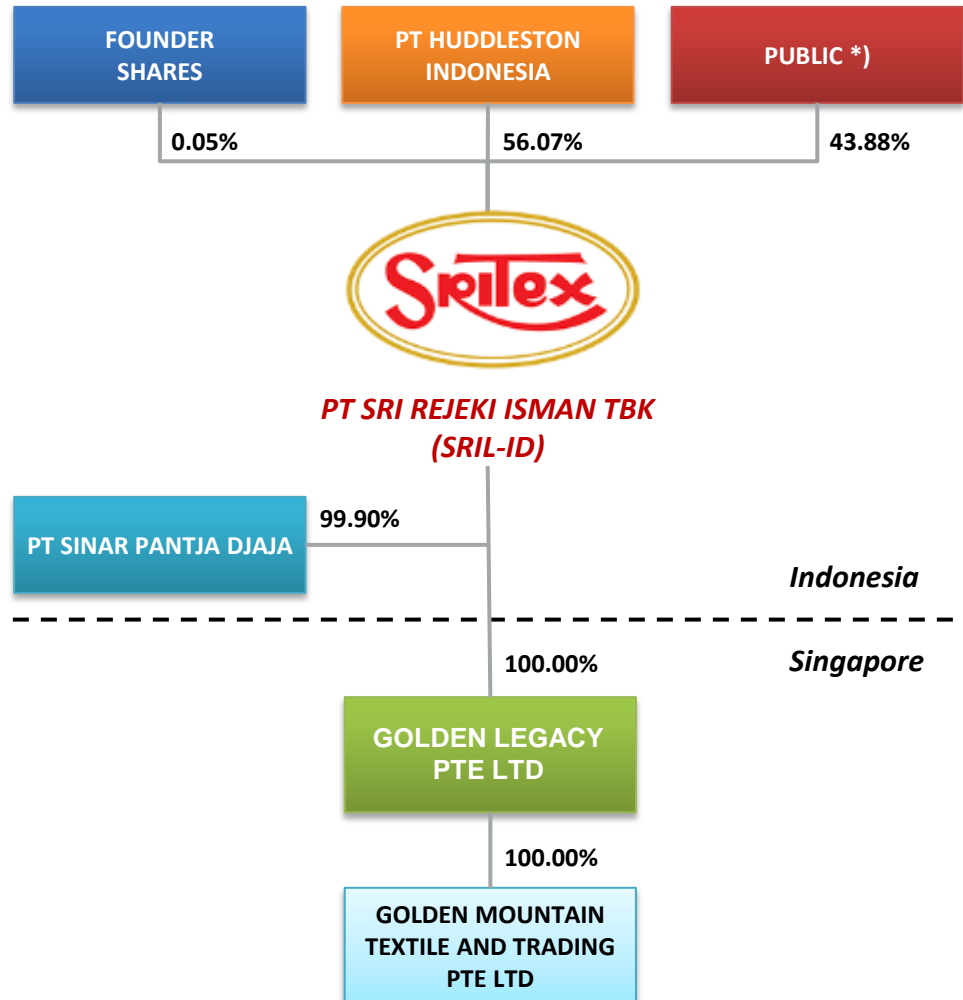 FOUNDER
SHARES
PT HUDDLESTON
INDONESIA
PUBLIC *)
0.05%
56.07%
43.88%
SRITEX
PT SRI REJEKI ISMAN TBK
(SRIL-ID)
99.90%
PT SINAR PANTJA DJAJA
Indonesia
Singapore
100.00%
GOLDEN LEGACY
PTE LTD
100.00%
GOLDEN MOUNTAIN
TEXTILE AND TRADING
PTE LTD